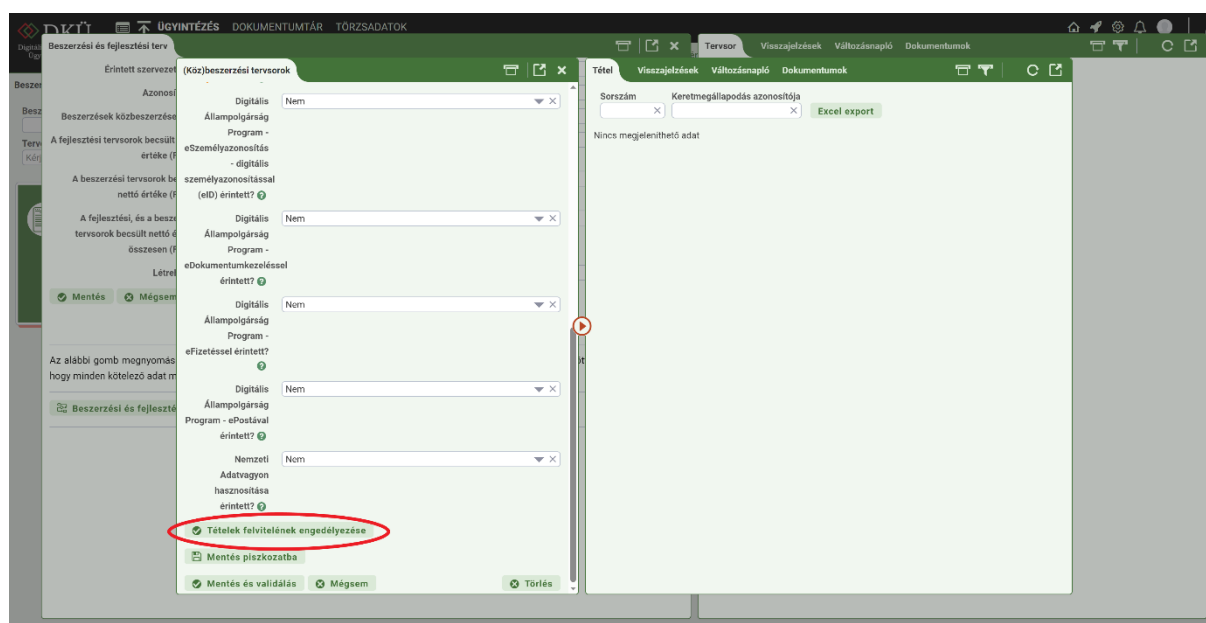 DKÜ
ÜGYINTÉZÉS DOKUMENTUMTÁR TÖRZSADATOK
Beszerzési és fejlesztési terv
Tervsor Visszajelzések Változásnapló Dokumentumok
Érintett szervezet
Azonosí
Beszerzések közbeszerzése
A fejlesztési tervsorok becsült
értéke (F
A beszerzési tervsorok be
nettó értéke (F
A fejlesztési, és a besze
tervsorok becsült nettó é
összesen (F
Létrel
Mentés Mégsem
Az alábbi gomb megnyomás
hogy minden kötelező adat m
Beszerzési és fejleszté
(Köz)beszerzési tervsorok
Digitális Nem
Állampolgárság
Program -
eSzemélyazonosítás
- digitális
személyazonosítással
(eID) érintett?
Digitális Nem
Állampolgárság
Program -
eDokumentumkezeléssel
érintett?
Digitális Nem
Állampolgárság
Program -
eFizetéssel érintett?
Digitális Nem
Állampolgárság
Program - ePostával
érintett?
Nemzeti Nem
Adatvagyon
hasznosítása
érintett?
Tételek felvitelének engedélyezése
Mentés piszkozatba
Mentés és validálás Mégsem Törlés
Tétel Visszajelzések Változásnapló Dokumentumok
Sorszám Keretmegállapodás azonosítója
Excel export
Nincs megjeleníthető adat